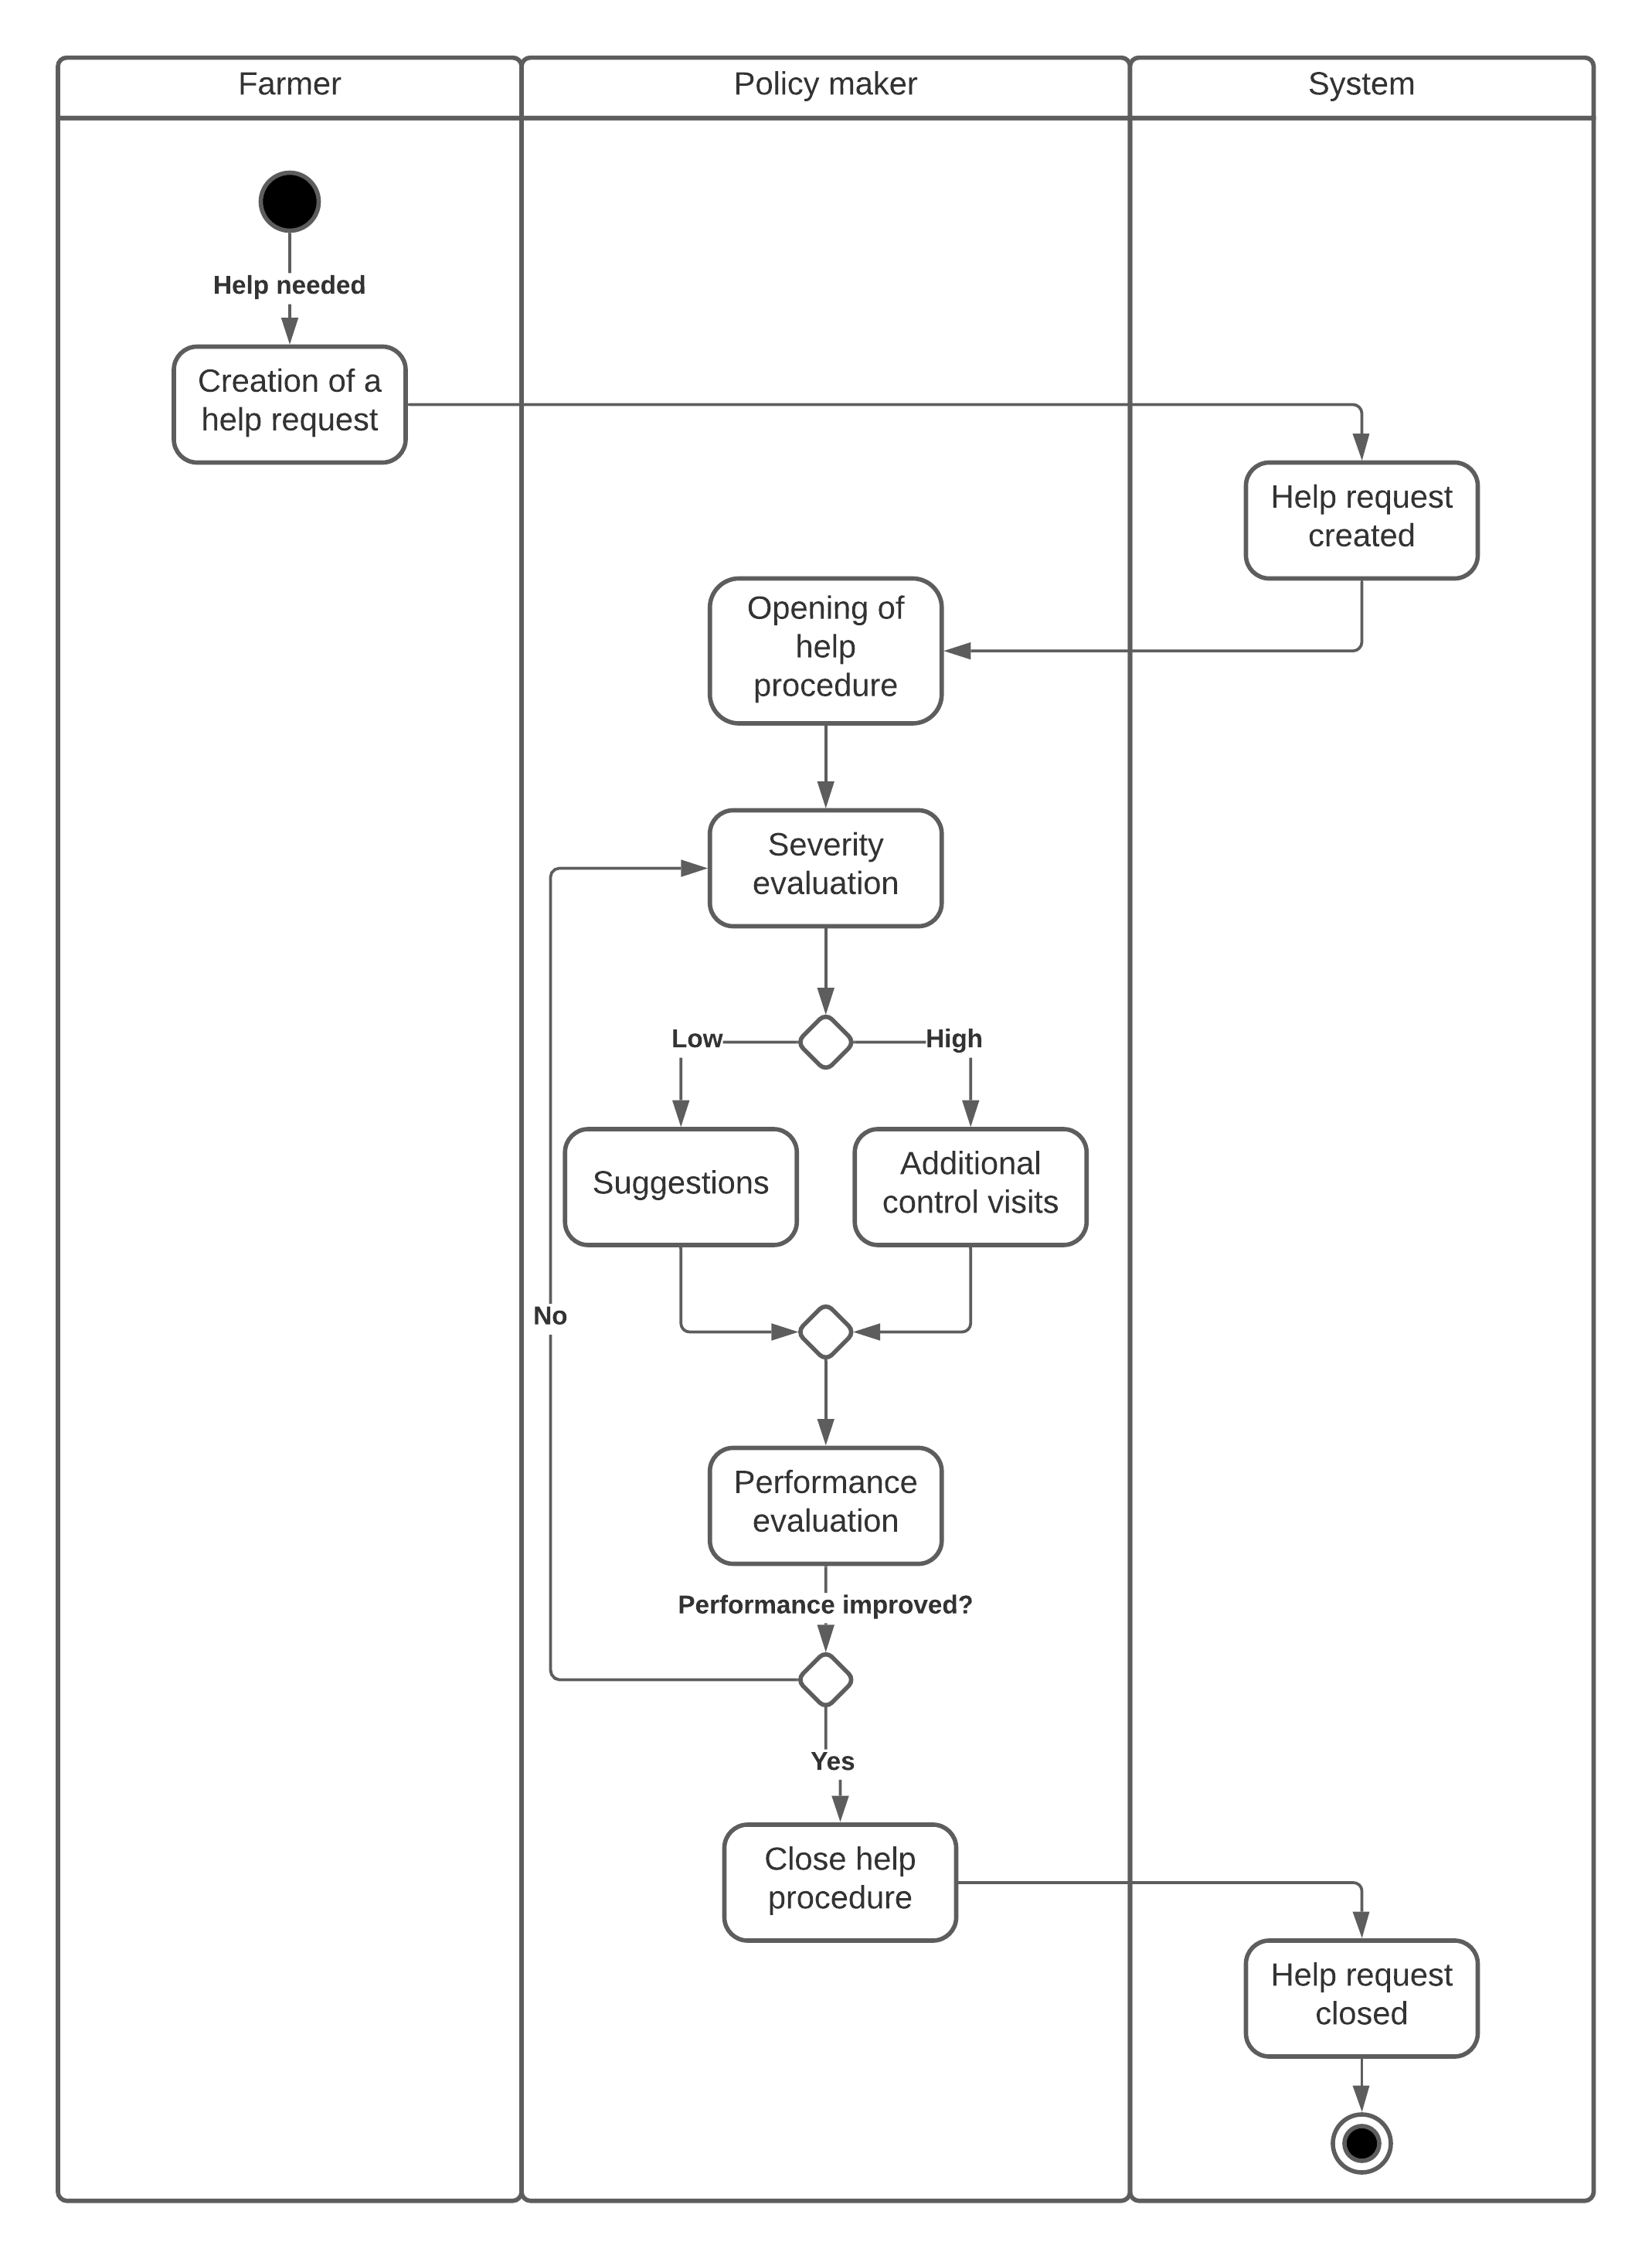 Farmer
Policy maker
System
Help needed
Creation of a
help request
Help request
created
Opening of
help
procedure
Severity
evaluation
Low
High
Suggestions
Additional
control visits
No
Performance
evaluation
Performance improved?
Yes
Close help
procedure
Help request
closed